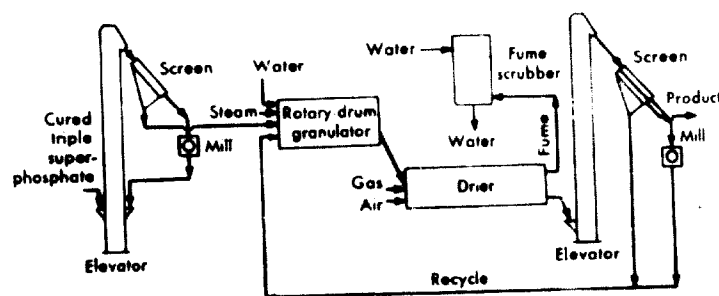 Screen
Water
Steam
Cured
triple
super-
phosphate
Mill
Elevator
Rotary drum
granulator
Water
Fume
scrubber
Water
Fume
Gas
Air
Drier
Screen
Product
Mill
Elevator
Recycle